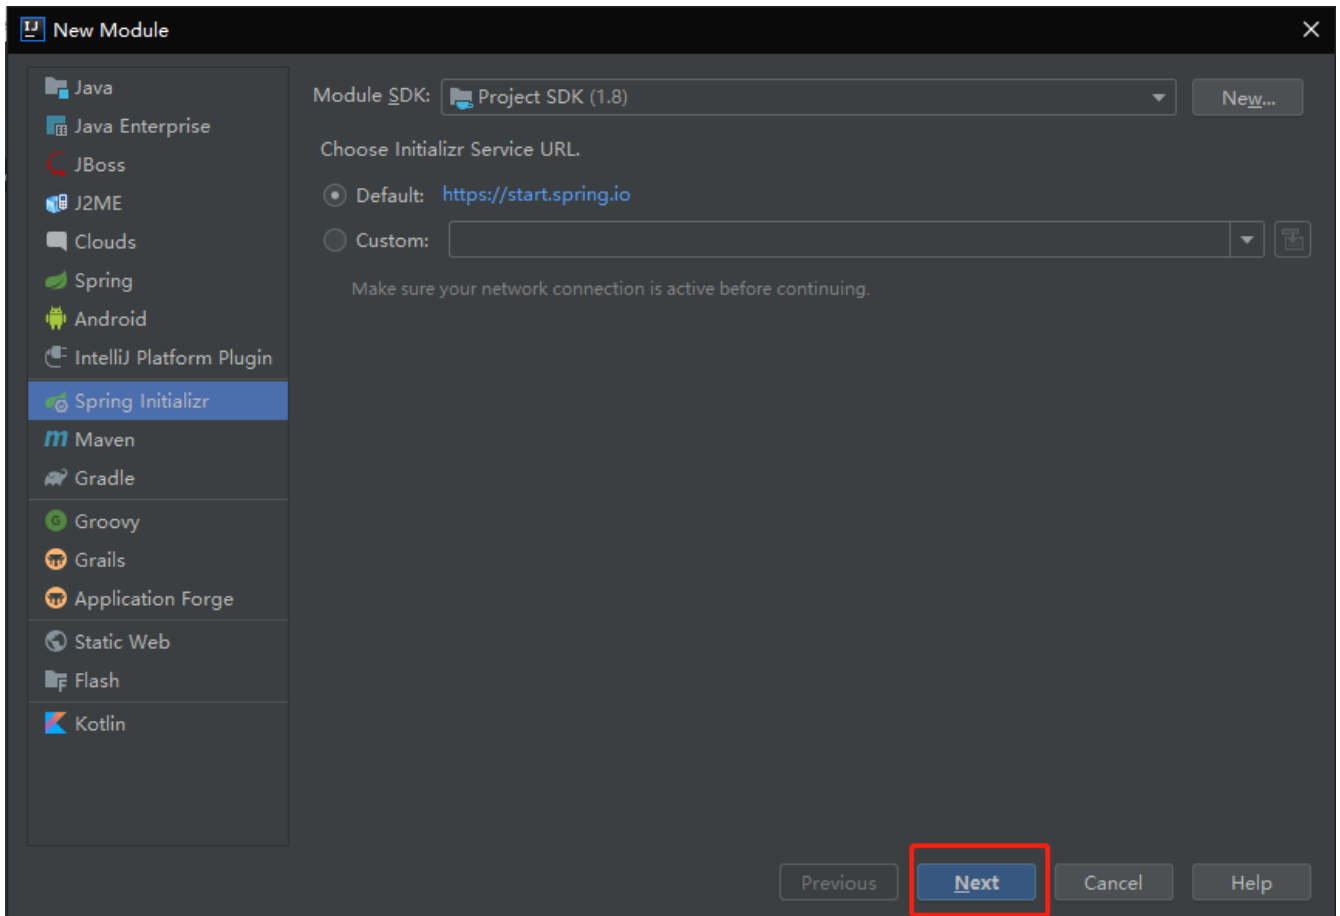 New Module
Java
Java Enterprise
JBoss
J2ME
Clouds
Spring
Android
IntelliJ Platform Plugin
Spring Initializr
Maven
Gradle
Groovy
Grails
Application Forge
Static Web
Flash
Kotlin
Module SDK: Project SDK (1.8) New...
Choose Initializr Service URL.
Default: https://start.spring.io
Custom:
Make sure your network connection is active before continuing.
Previous Next Cancel Help